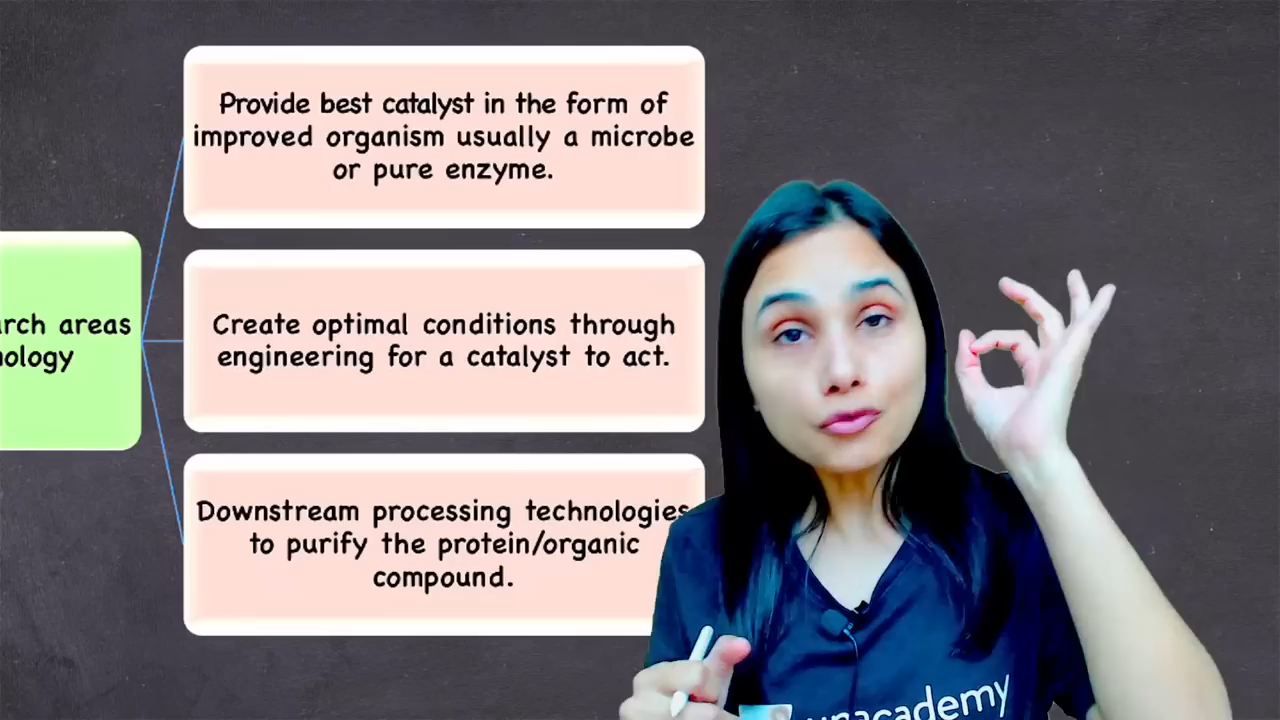 Provide best catalyst in the form of
improved organism usually a microbe
or pure enzyme.
arch areas
nology
Create optimal conditions through
engineering for a catalyst to act.
Downstream processing technologies
to purify the protein/organic
compound.
unacademy